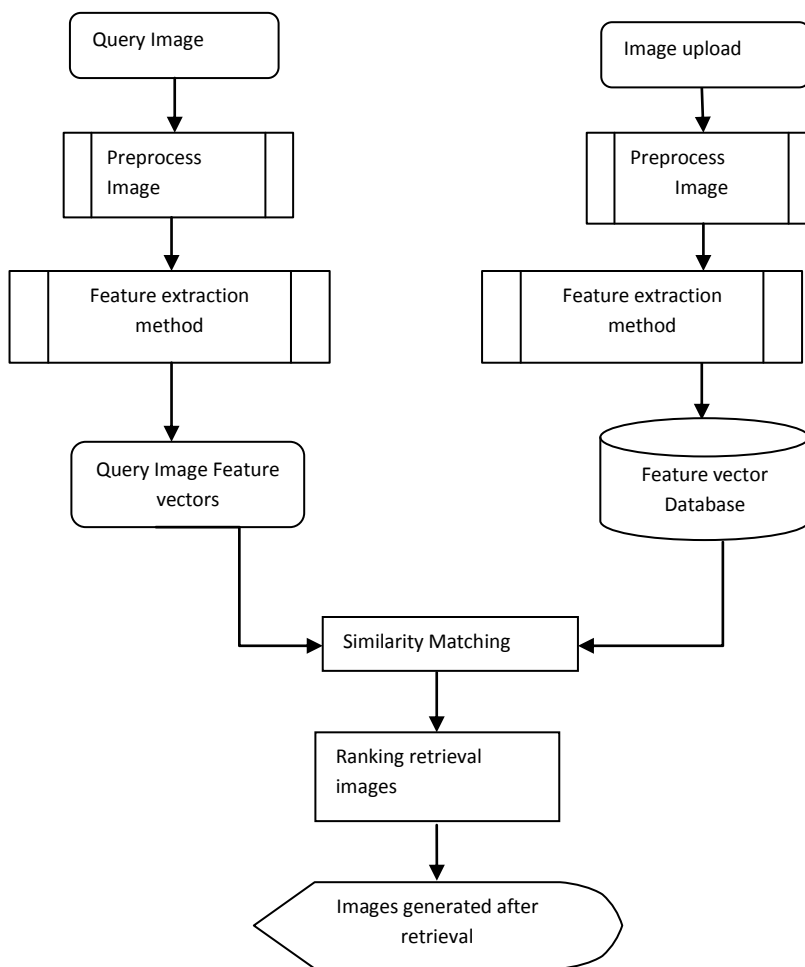 Query Image
Image upload
Preprocess
Image
Preprocess
Image
Feature extraction
method
Feature extraction
method
Query Image Feature
vectors
Feature vector
Database
Similarity Matching
Ranking retrieval
images
Images generated after
retrieval